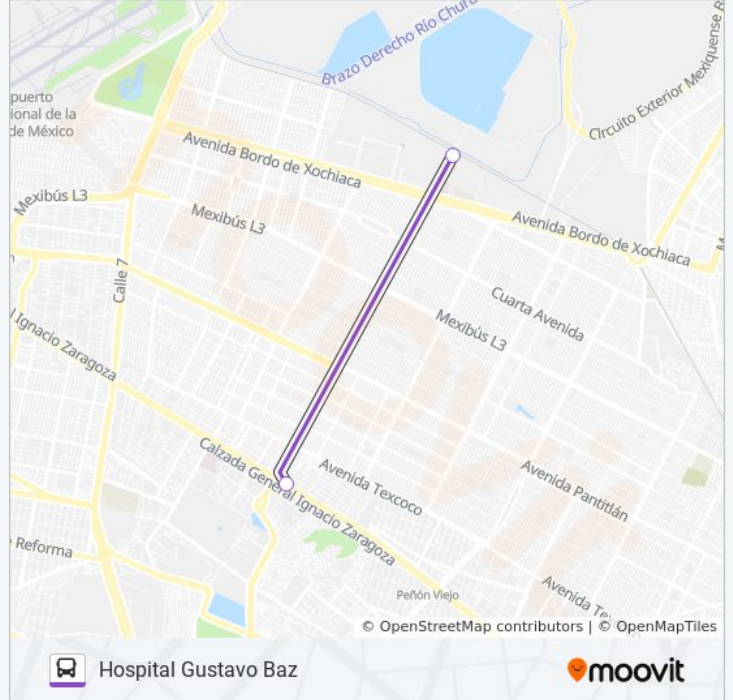 Brazo Derecho Río Churu
Circuito Exterior Mexiquense R
puerto
ional de la
de México
Avenida Bordo de Xochiaca
Mexibús L3
Mexibús L3
Avenida Bordo de Xochiaca
Calle 7
Cuarta Avenida
Mexibús L3
l Ignacio Zaragoza
Calzada General Ignacio Zaragoza
Avenida Texcoco
Avenida Pantitlán
Reforma
Peñón Viejo
Avenida Te
© OpenStreetMap contributors | © OpenMapTiles
Hospital Gustavo Baz
moovit